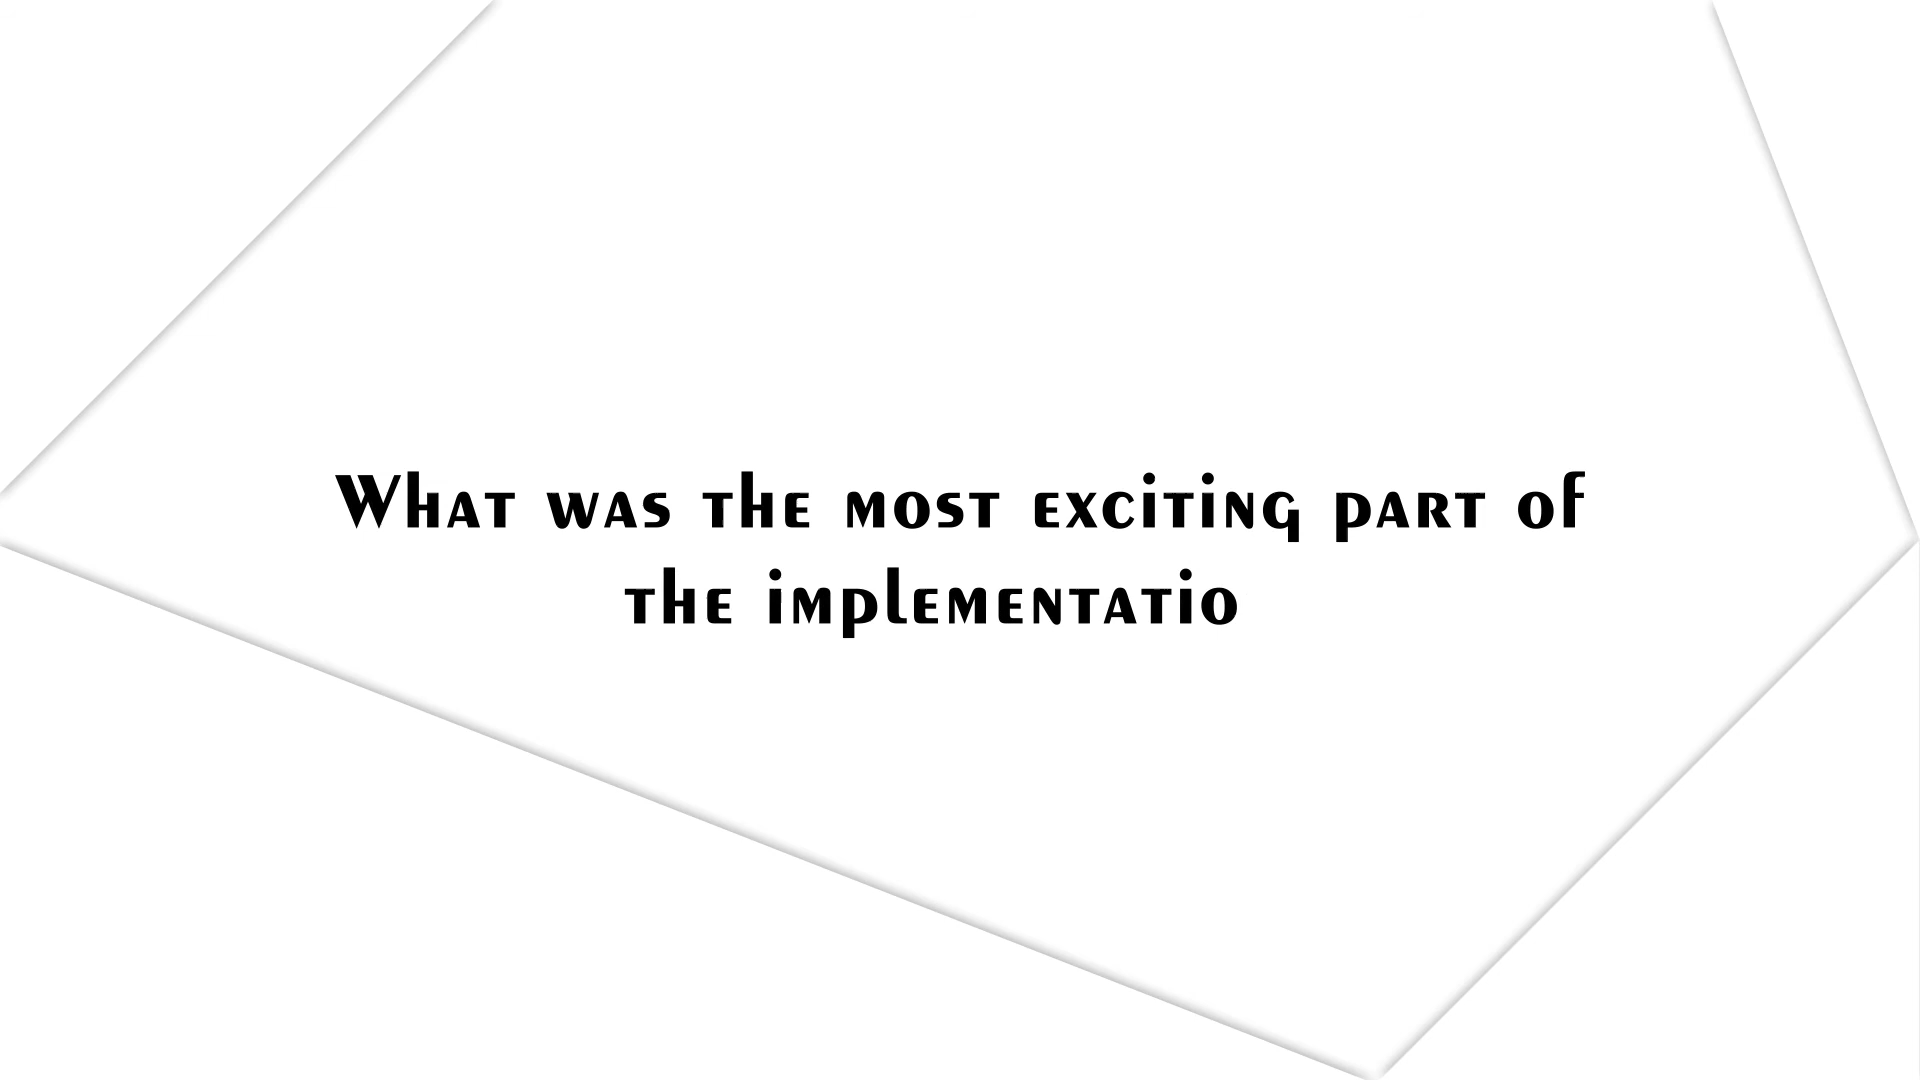 What was the most exciting part of
the implementatio